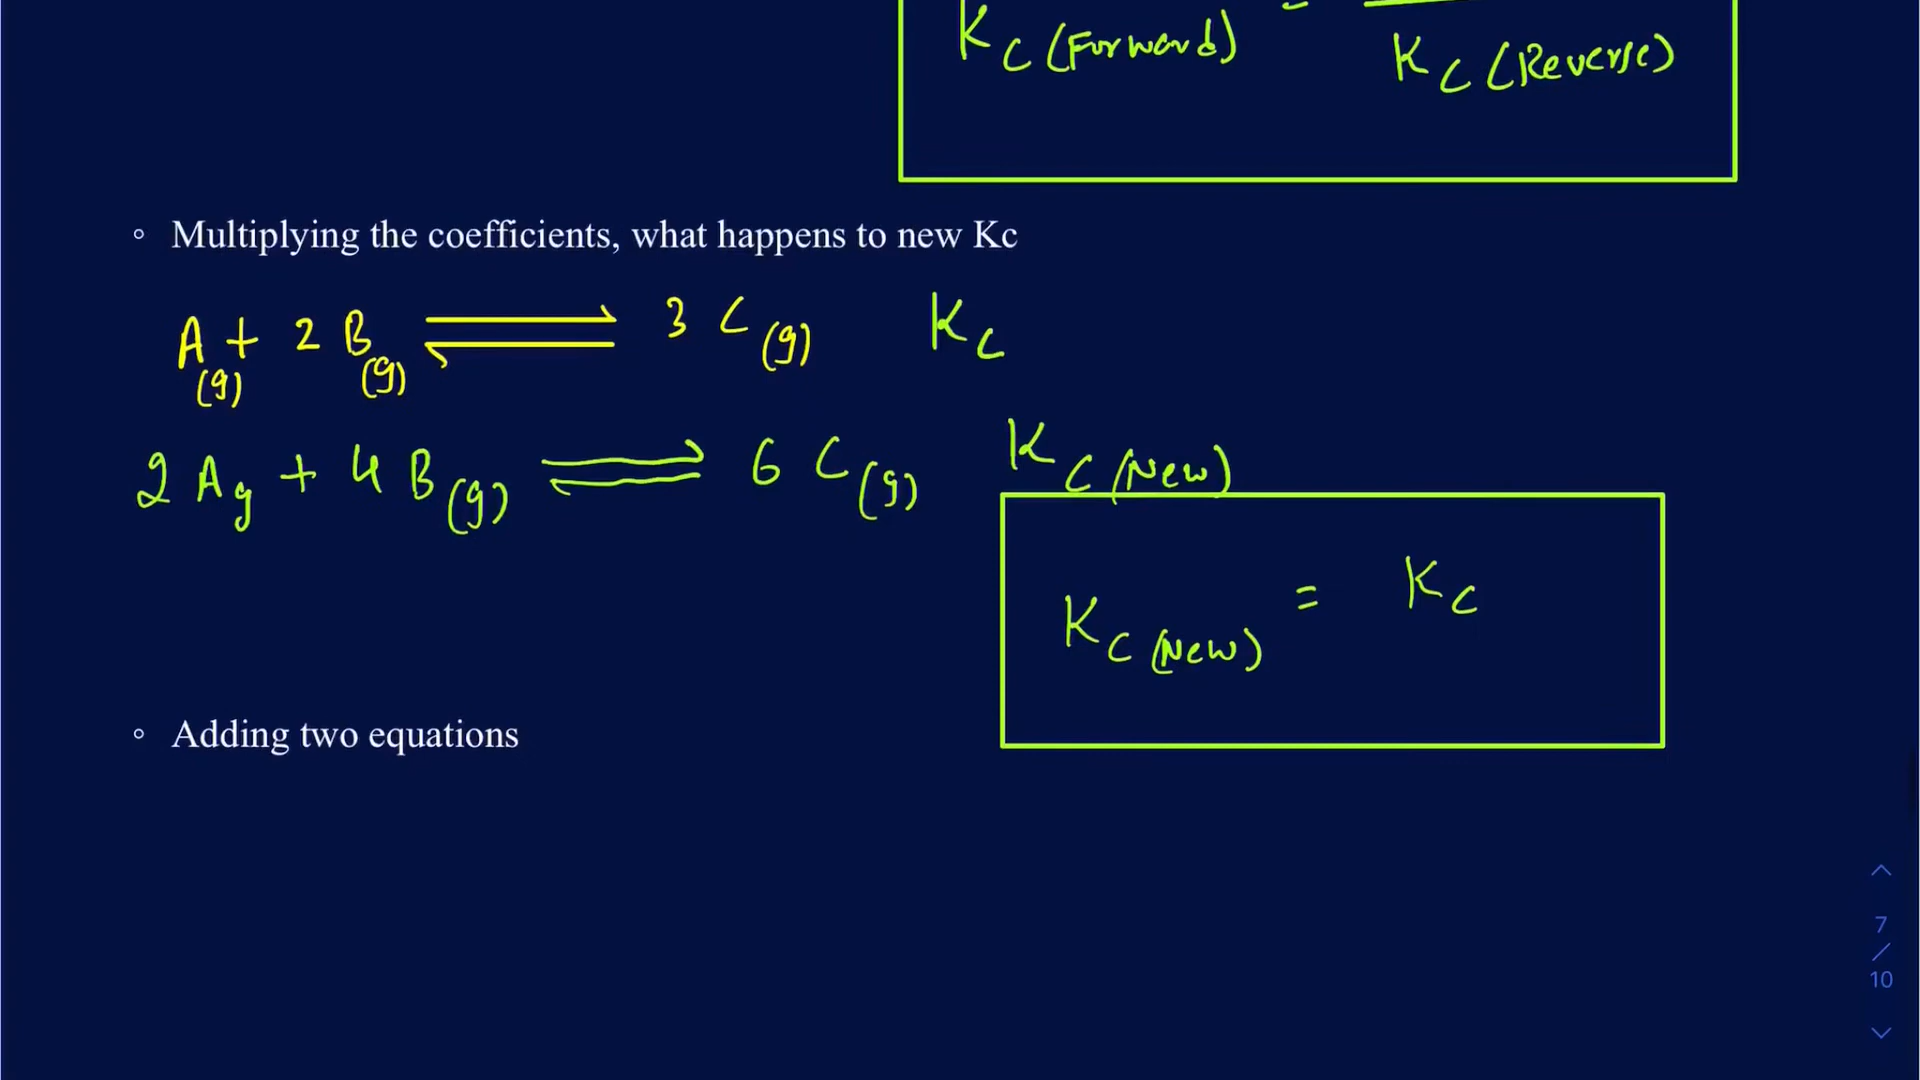 Kc (Forward) = Kc (Reverse)
◦ Multiplying the coefficients, what happens to new Kc
A(g) + 2 B(g) ⇌ 3 C(g) Kc
2 Ag + 4 B(g) ⇌ 6 C(g) Kc (New)
Kc (New) = Kc
◦ Adding two equations
7
/
10